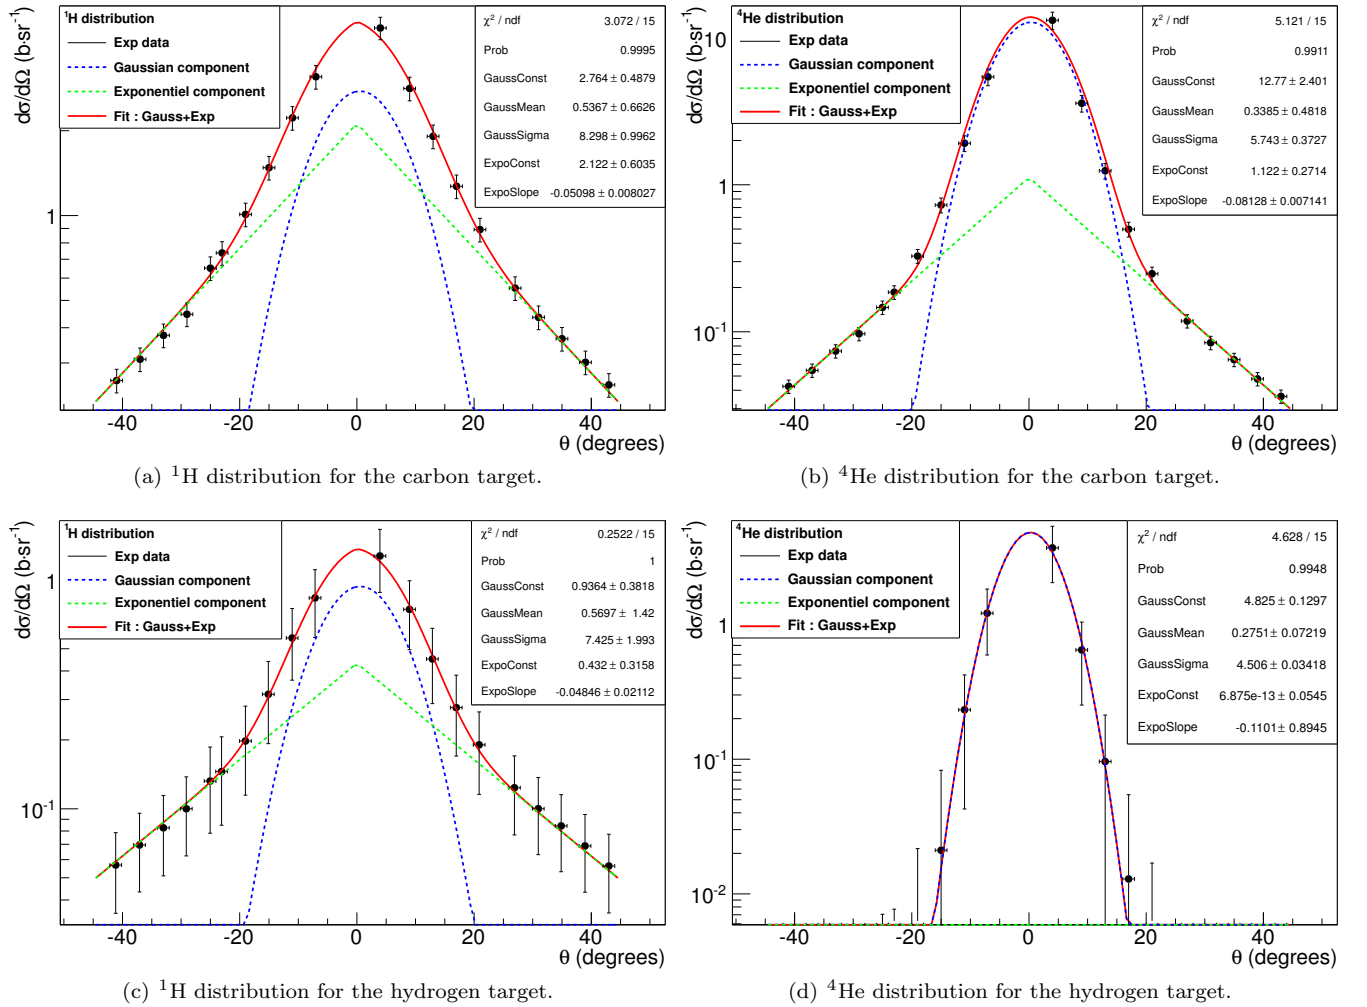 ¹H distribution
Exp data
Gaussian component
Exponentiel component
Fit : Gauss+Exp
χ² / ndf 3.072 / 15
Prob 0.9995
GaussConst 2.764 ± 0.4879
GaussMean 0.5367 ± 0.6626
GaussSigma 8.298 ± 0.9962
ExpoConst 2.122 ± 0.6035
ExpoSlope -0.05098 ± 0.008027
dσ/dΩ (b·sr⁻¹)
1
-40 -20 0 20 40
θ (degrees)
(a) ¹H distribution for the carbon target.
⁴He distribution
Exp data
Gaussian component
Exponentiel component
Fit : Gauss+Exp
χ² / ndf 5.121 / 15
Prob 0.9911
GaussConst 12.77 ± 2.401
GaussMean 0.3385 ± 0.4818
GaussSigma 5.743 ± 0.3727
ExpoConst 1.122 ± 0.2714
ExpoSlope -0.08128 ± 0.007141
dσ/dΩ (b·sr⁻¹)
10
1
10⁻¹
-40 -20 0 20 40
θ (degrees)
(b) ⁴He distribution for the carbon target.
¹H distribution
Exp data
Gaussian component
Exponentiel component
Fit : Gauss+Exp
χ² / ndf 0.2522 / 15
Prob 1
GaussConst 0.9364 ± 0.3818
GaussMean 0.5697 ± 1.42
GaussSigma 7.425 ± 1.993
ExpoConst 0.432 ± 0.3158
ExpoSlope -0.04846 ± 0.02112
dσ/dΩ (b·sr⁻¹)
1
10⁻¹
-40 -20 0 20 40
θ (degrees)
(c) ¹H distribution for the hydrogen target.
⁴He distribution
Exp data
Gaussian component
Exponentiel component
Fit : Gauss+Exp
χ² / ndf 4.628 / 15
Prob 0.9948
GaussConst 4.825 ± 0.1297
GaussMean 0.2751 ± 0.07219
GaussSigma 4.506 ± 0.03418
ExpoConst 6.875e-13 ± 0.0545
ExpoSlope -0.1101 ± 0.8945
dσ/dΩ (b·sr⁻¹)
1
10⁻¹
10⁻²
-40 -20 0 20 40
θ (degrees)
(d) ⁴He distribution for the hydrogen target.